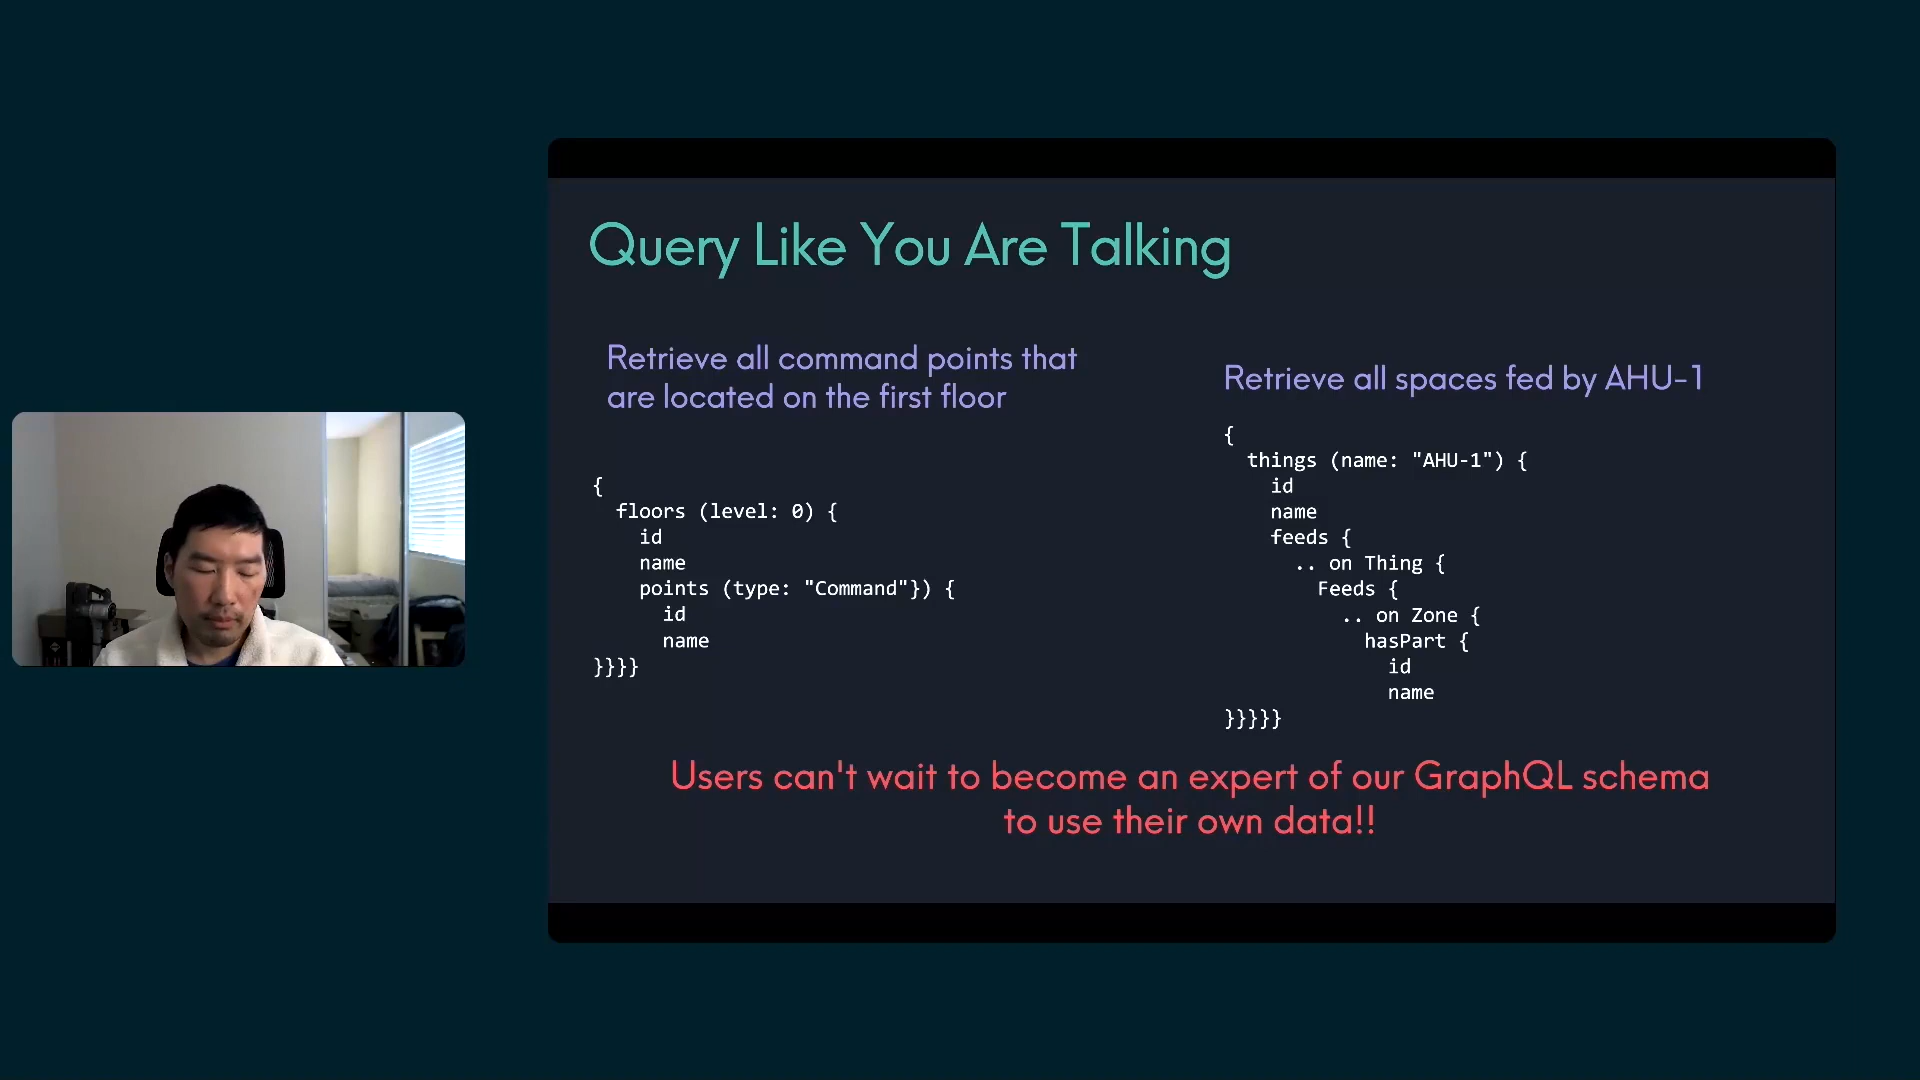 Query Like You Are Talking
Retrieve all command points that
are located on the first floor
{
floors (level: 0) {
id
name
points (type: "Command"}) {
id
name
}}}}
Retrieve all spaces fed by AHU-1
{
things (name: "AHU-1") {
id
name
feeds {
.. on Thing {
Feeds {
.. on Zone {
hasPart {
id
name
}}}}}
Users can't wait to become an expert of our GraphQL schema
to use their own data!!